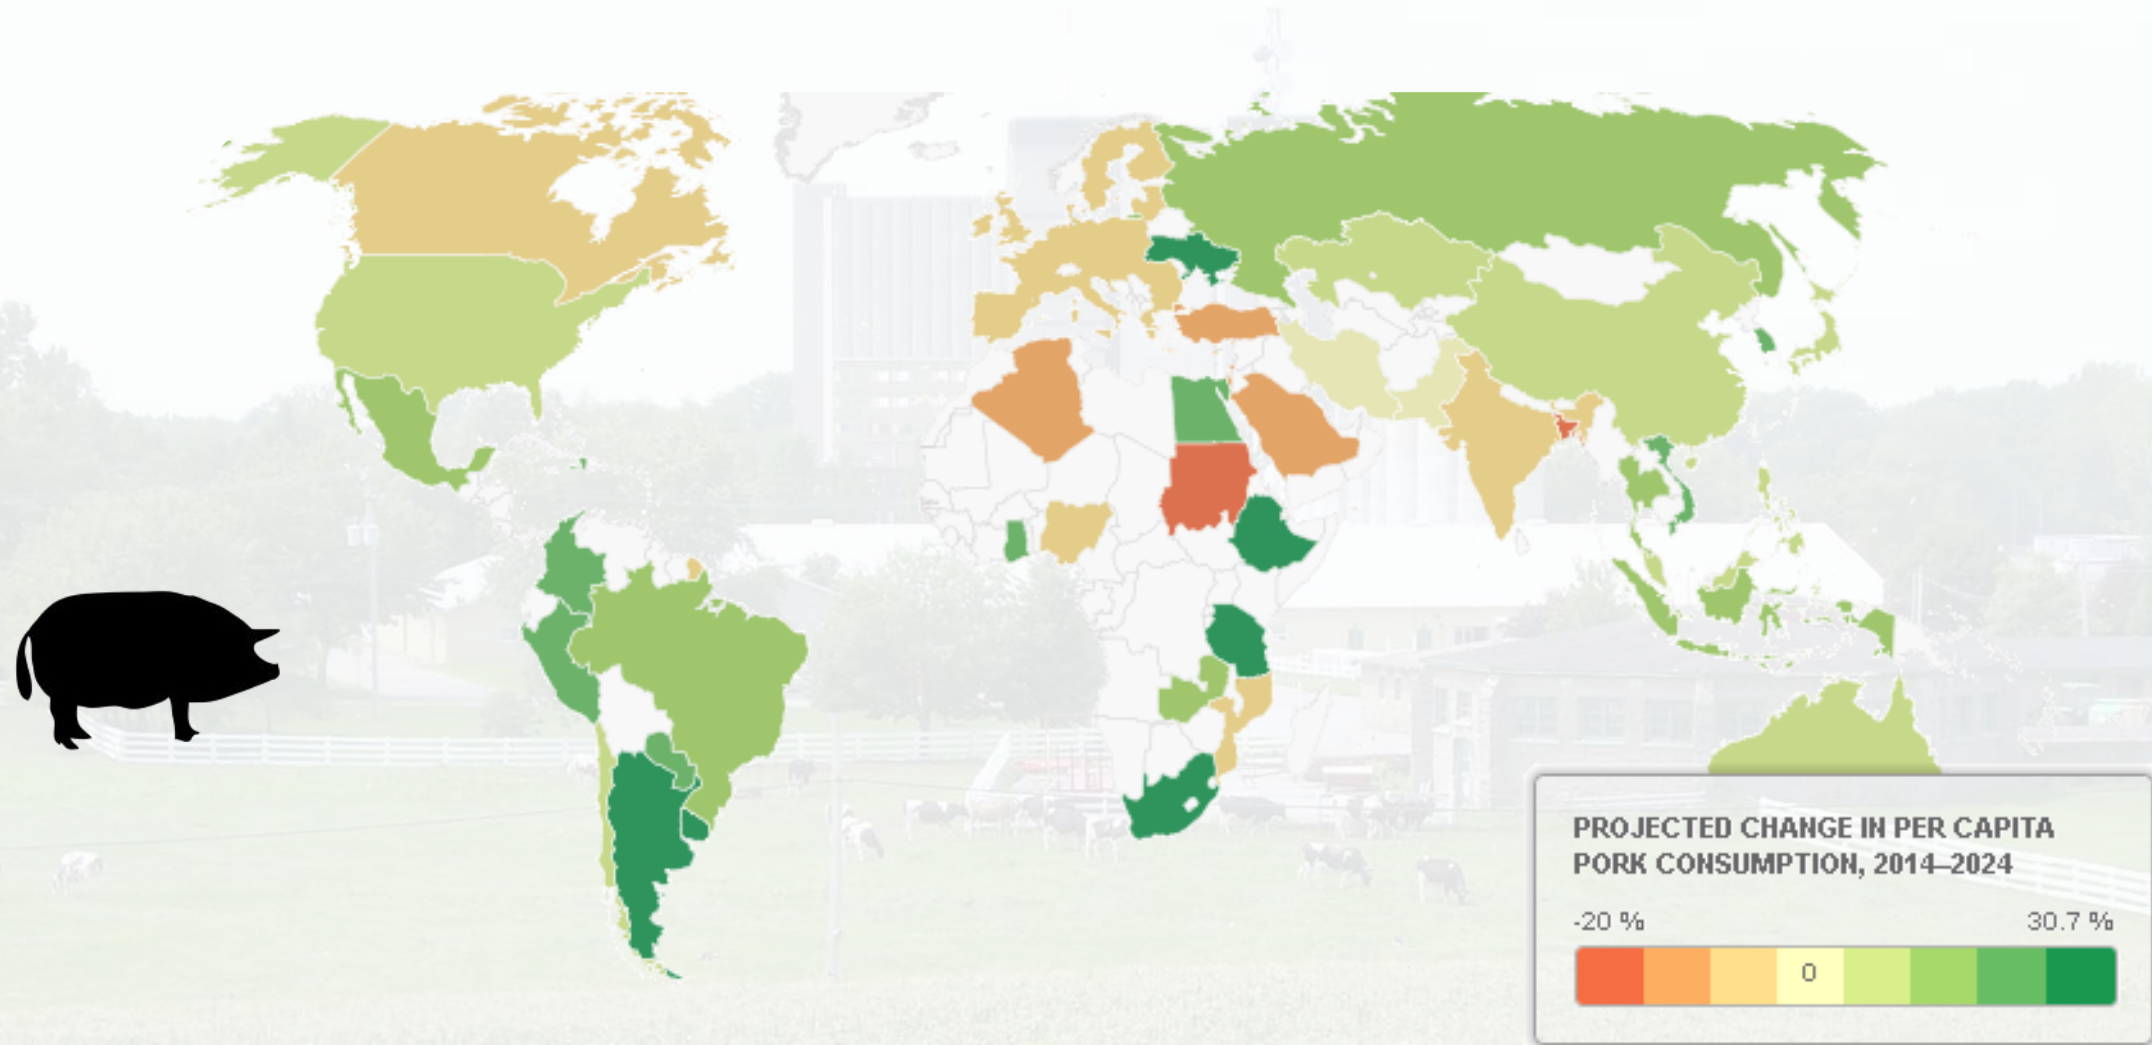 PROJECTED CHANGE IN PER CAPITA
PORK CONSUMPTION, 2014–2024
-20 % 30.7 %
0